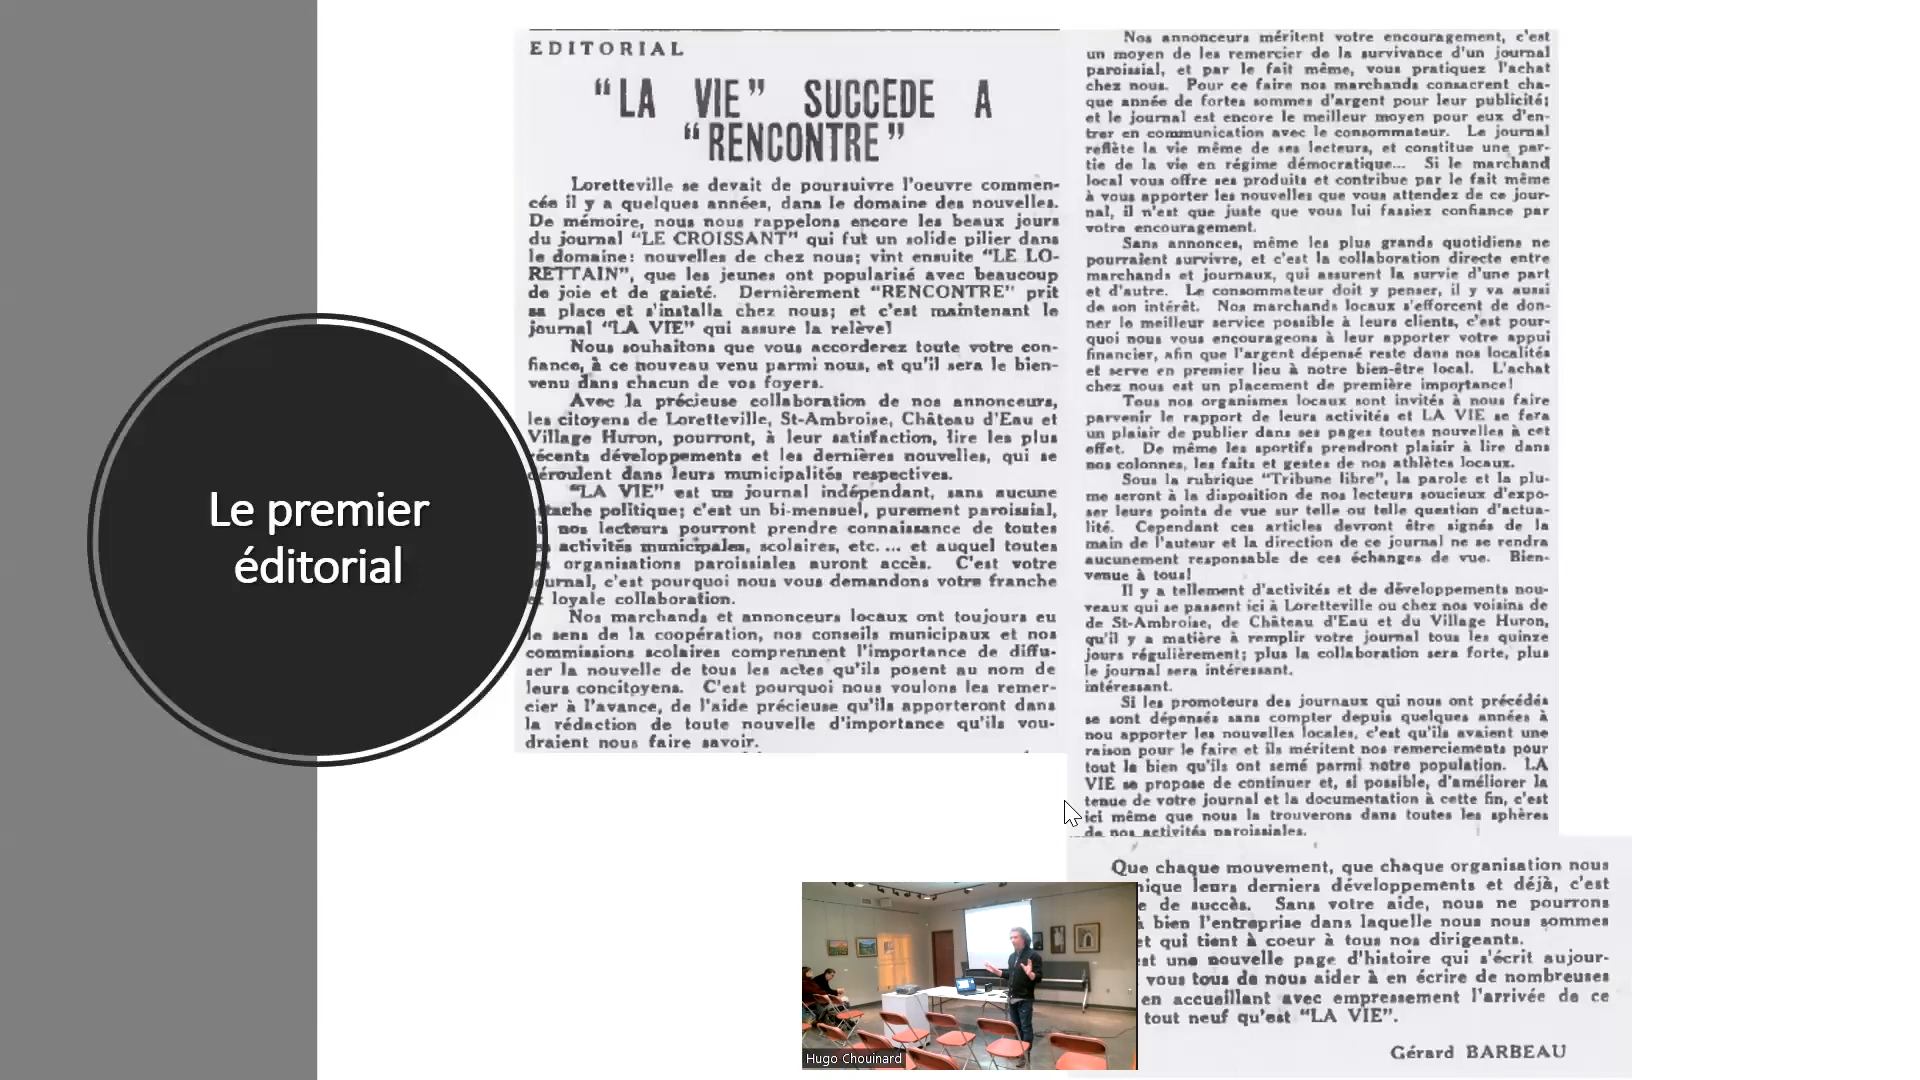 Le premier
éditorial
EDITORIAL
“LA VIE” SUCCEDE A
“RENCONTRE”
Loretteville se devait de poursuivre l'oeuvre commen-
cée il y a quelques années, dans le domaine des nouvelles.
De mémoire, nous nous rappelons encore les beaux jours
du journal “LE CROISSANT” qui fut un solide pilier dans
le domaine: nouvelles de chez nous; vint ensuite “LE LO-
RETTAIN”, que les jeunes ont popularisé avec beaucoup
de joie et de gaieté. Dernièrement “RENCONTRE” prit
sa place et s'installa chez nous; et c'est maintenant le
journal “LA VIE” qui assure la relève!
Nous souhaitons que vous accorderez toute votre con-
fiance, à ce nouveau venu parmi nous, et qu'il sera le bien-
venu dans chacun de vos foyers.
Avec la précieuse collaboration de nos annonceurs,
les citoyens de Loretteville, St-Ambroise, Château d'Eau et
Village Huron, pourront, à leur satisfaction, lire les plus
récents développements et les dernières nouvelles, qui se
déroulent dans leurs municipalités respectives.
“LA VIE” est un journal indépendant, sans aucune
attache politique; c'est un bi-mensuel, purement paroissial,
nos lecteurs pourront prendre connaissance de toutes
activités municipales, scolaires, etc.... et auquel toutes
organisations paroissiales auront accès. C'est votre
journal, c'est pourquoi nous vous demandons votre franche
et loyale collaboration.
Nos marchands et annonceurs locaux ont toujours eu
le sens de la coopération, nos conseils municipaux et nos
commissions scolaires comprennent l'importance de diffu-
ser la nouvelle de tous les actes qu'ils posent au nom de
leurs concitoyens. C'est pourquoi nous voulons les remer-
cier à l'avance, de l'aide précieuse qu'ils apporteront dans
la rédaction de toute nouvelle d'importance qu'ils vou-
draient nous faire savoir.
Nos annonceurs méritent votre encouragement, c'est
un moyen de les remercier de la survivance d'un journal
paroissial, et par le fait même, vous pratiquez l'achat
chez nous. Pour ce faire nos marchands consacrent cha-
que année de fortes sommes d'argent pour leur publicité;
et le journal est encore le meilleur moyen pour eux d'en-
trer en communication avec le consommateur. Le journal
reflète la vie même de ses lecteurs, et constitue une par-
tie de la vie en régime démocratique... Si le marchand
local vous offre ses produits et contribue par le fait même
à vous apporter les nouvelles que vous attendez de ce jour-
nal, il n'est que juste que vous lui fassiez confiance par
votre encouragement.
Sans annonces, même les plus grands quotidiens ne
pourraient survivre, et c'est la collaboration directe entre
marchands et journaux, qui assurent la survie d'une part
et d'autre. Le consommateur doit y penser, il y va aussi
de son intérêt. Nos marchands locaux s'efforcent de don-
ner le meilleur service possible à leurs clients, c'est pour-
quoi nous vous encourageons à leur apporter votre appui
financier, afin que l'argent dépensé reste dans nos localités
et serve en premier lieu à notre bien-être local. L'achat
chez nous est un placement de première importance!
Tous nos organismes locaux sont invités à nous faire
parvenir le rapport de leurs activités et LA VIE se fera
un plaisir de publier dans ses pages toutes nouvelles à cet
effet. De même les sportifs prendront plaisir à lire dans
nos colonnes, les faits et gestes de nos athlètes locaux.
Sous la rubrique “Tribune libre”, la parole et la plu-
me seront à la disposition de nos lecteurs soucieux d'expo-
ser leurs points de vue sur telle ou telle question d'actua-
lité. Cependant ces articles devront être signés de la
main de l'auteur et la direction de ce journal ne se rendra
aucunement responsable de ces échanges de vue. Bien-
venue à tous!
Il y a tellement d'activités et de développements nou-
veaux qui se passent ici à Loretteville ou chez nos voisins de
de St-Ambroise, de Château d'Eau et du Village Huron,
qu'il y a matière à remplir votre journal tous les quinze
jours régulièrement; plus la collaboration sera forte, plus
le journal sera intéressant.
intéressant.
Si les promoteurs des journaux qui nous ont précédés
se sont dépensés sans compter depuis quelques années à
nou apporter les nouvelles locales, c'est qu'ils avaient une
raison pour le faire et ils méritent nos remerciements pour
tout le bien qu'ils ont semé parmi notre population. LA
VIE se propose de continuer et, si possible, d'améliorer la
tenue de votre journal et la documentation à cette fin, c'est
ici même que nous la trouverons dans toutes les sphères
de nos activités paroissiales.
Que chaque mouvement, que chaque organisation nous
nique leurs derniers développements et déjà, c'est
e de succès. Sans votre aide, nous ne pourrons
à bien l'entreprise dans laquelle nous nous sommes
et qui tient à coeur à tous nos dirigeants.
st une nouvelle page d'histoire qui s'écrit aujour-
vous tous de nous aider à en écrire de nombreuses
en accueillant avec empressement l'arrivée de ce
tout neuf qu'est “LA VIE”.
Gérard BARBEAU
Hugo Chouinard